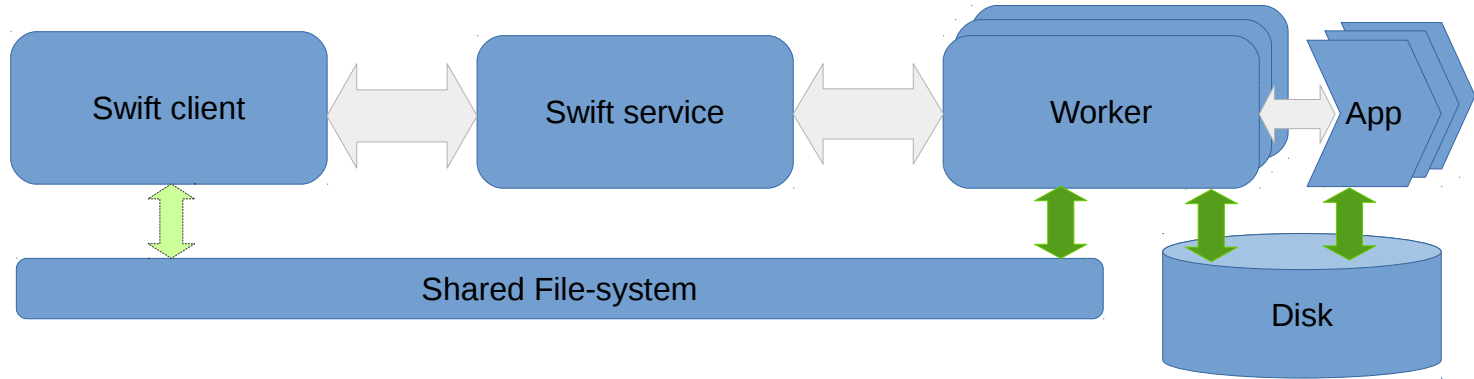 Swift client
Swift service
Worker
App
Shared File-system
Disk